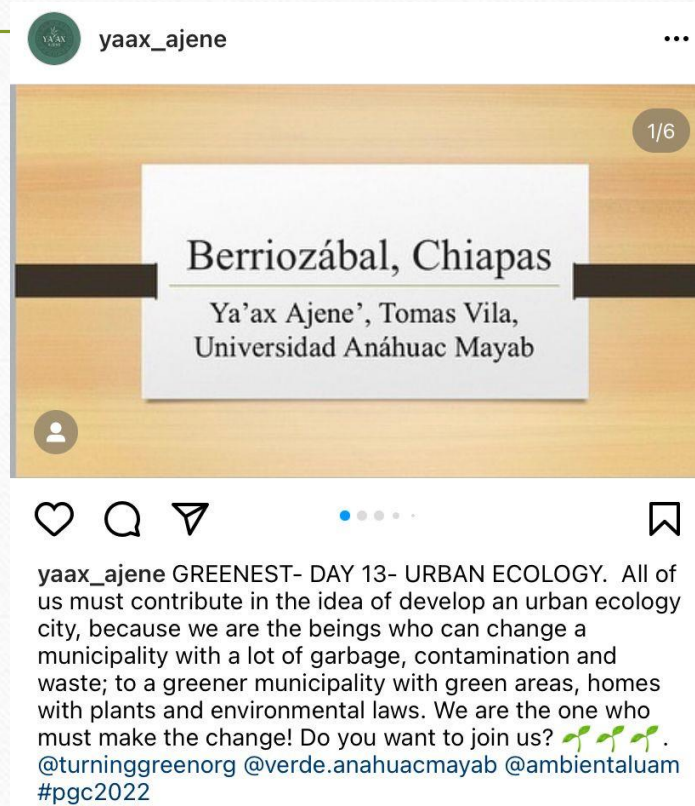 yaax_ajene
1/6
Berriozábal, Chiapas
Ya’ax Ajene’, Tomas Vila,
Universidad Anáhuac Mayab
yaax_ajene GREENEST- DAY 13- URBAN ECOLOGY.  All of
us must contribute in the idea of develop an urban ecology
city, because we are the beings who can change a
municipality with a lot of garbage, contamination and
waste; to a greener municipality with green areas, homes
with plants and environmental laws. We are the one who
must make the change! Do you want to join us? 🌱🌱🌱.
@turninggreenorg @verde.anahuacmayab @ambientaluam
#pgc2022